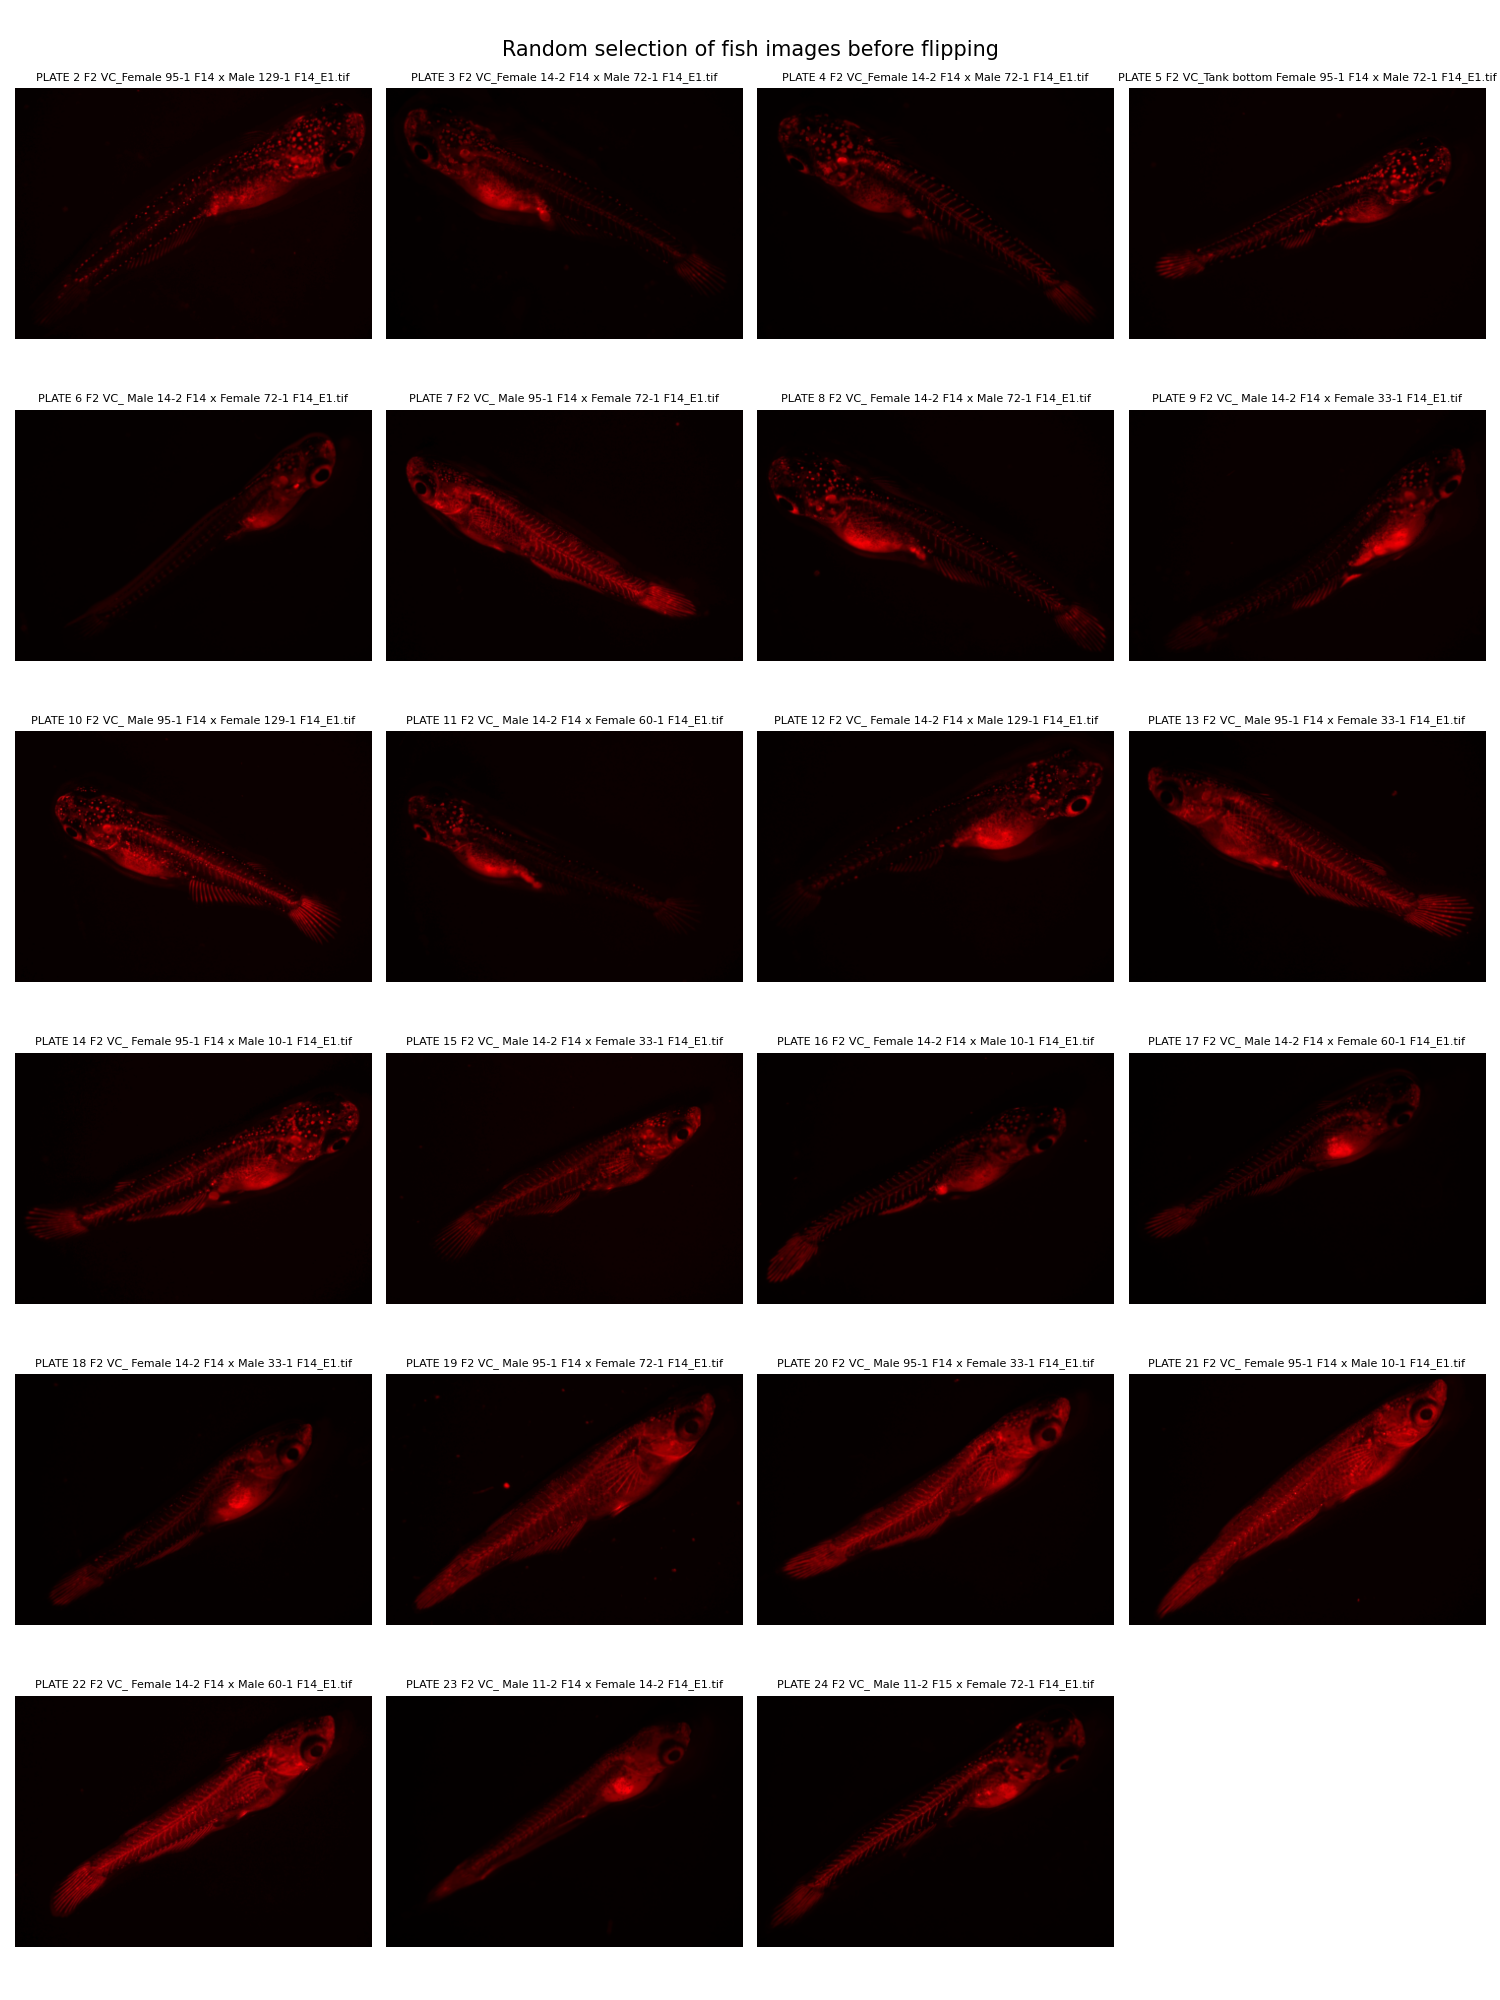 Random selection of fish images before flipping
PLATE 2 F2 VC_Female 95-1 F14 x Male 129-1 F14_E1.tif
PLATE 3 F2 VC_Female 14-2 F14 x Male 72-1 F14_E1.tif
PLATE 4 F2 VC_Female 14-2 F14 x Male 72-1 F14_E1.tif
PLATE 5 F2 VC_Tank bottom Female 95-1 F14 x Male 72-1 F14_E1.tif
PLATE 6 F2 VC_ Male 14-2 F14 x Female 72-1 F14_E1.tif
PLATE 7 F2 VC_ Male 95-1 F14 x Female 72-1 F14_E1.tif
PLATE 8 F2 VC_ Female 14-2 F14 x Male 72-1 F14_E1.tif
PLATE 9 F2 VC_ Male 14-2 F14 x Female 33-1 F14_E1.tif
PLATE 10 F2 VC_ Male 95-1 F14 x Female 129-1 F14_E1.tif
PLATE 11 F2 VC_ Male 14-2 F14 x Female 60-1 F14_E1.tif
PLATE 12 F2 VC_ Female 14-2 F14 x Male 129-1 F14_E1.tif
PLATE 13 F2 VC_ Male 95-1 F14 x Female 33-1 F14_E1.tif
PLATE 14 F2 VC_ Female 95-1 F14 x Male 10-1 F14_E1.tif
PLATE 15 F2 VC_ Male 14-2 F14 x Female 33-1 F14_E1.tif
PLATE 16 F2 VC_ Female 14-2 F14 x Male 10-1 F14_E1.tif
PLATE 17 F2 VC_ Male 14-2 F14 x Female 60-1 F14_E1.tif
PLATE 18 F2 VC_ Female 14-2 F14 x Male 33-1 F14_E1.tif
PLATE 19 F2 VC_ Male 95-1 F14 x Female 72-1 F14_E1.tif
PLATE 20 F2 VC_ Male 95-1 F14 x Female 33-1 F14_E1.tif
PLATE 21 F2 VC_ Female 95-1 F14 x Male 10-1 F14_E1.tif
PLATE 22 F2 VC_ Female 14-2 F14 x Male 60-1 F14_E1.tif
PLATE 23 F2 VC_ Male 11-2 F14 x Female 14-2 F14_E1.tif
PLATE 24 F2 VC_ Male 11-2 F15 x Female 72-1 F14_E1.tif